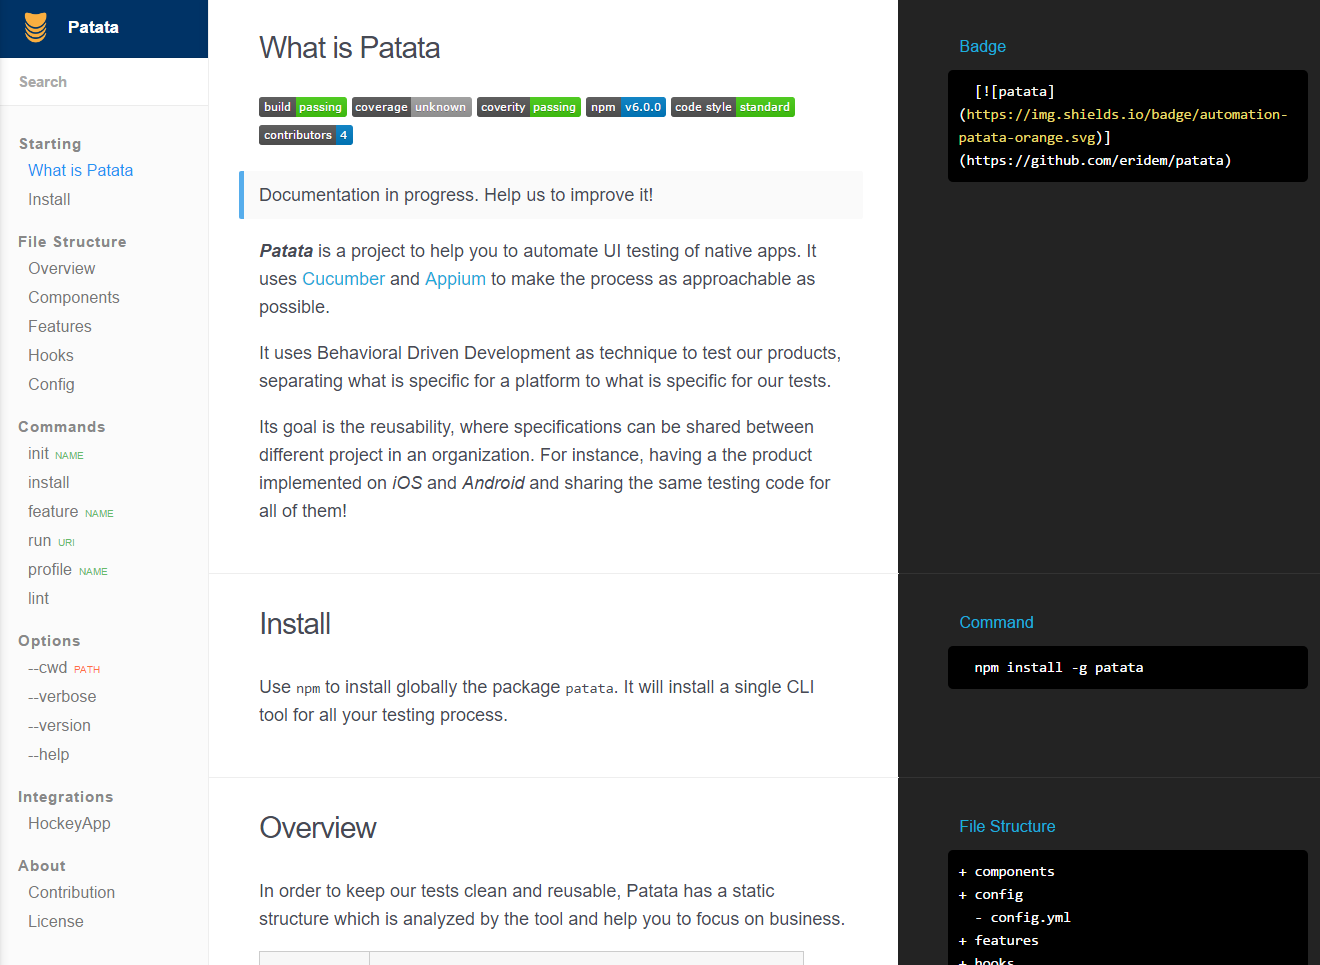 Patata
Search
Starting
What is Patata
Install
File Structure
Overview
Components
Features
Hooks
Config
Commands
init NAME
install
feature NAME
run URI
profile NAME
lint
Options
--cwd PATH
--verbose
--version
--help
Integrations
HockeyApp
About
Contribution
License
What is Patata
build passing coverage unknown coverity passing npm v6.0.0 code style standard
contributors 4
Documentation in progress. Help us to improve it!
Patata is a project to help you to automate UI testing of native apps. It
uses Cucumber and Appium to make the process as approachable as
possible.
It uses Behavioral Driven Development as technique to test our products,
separating what is specific for a platform to what is specific for our tests.
Its goal is the reusability, where specifications can be shared between
different project in an organization. For instance, having a the product
implemented on iOS and Android and sharing the same testing code for
all of them!
Badge
[![patata]
(https://img.shields.io/badge/automation-
patata-orange.svg)]
(https://github.com/eridem/patata)
Install
Use npm to install globally the package patata. It will install a single CLI
tool for all your testing process.
Command
npm install -g patata
Overview
In order to keep our tests clean and reusable, Patata has a static
structure which is analyzed by the tool and help you to focus on business.
File Structure
+ components
+ config
- config.yml
+ features
+ hooks